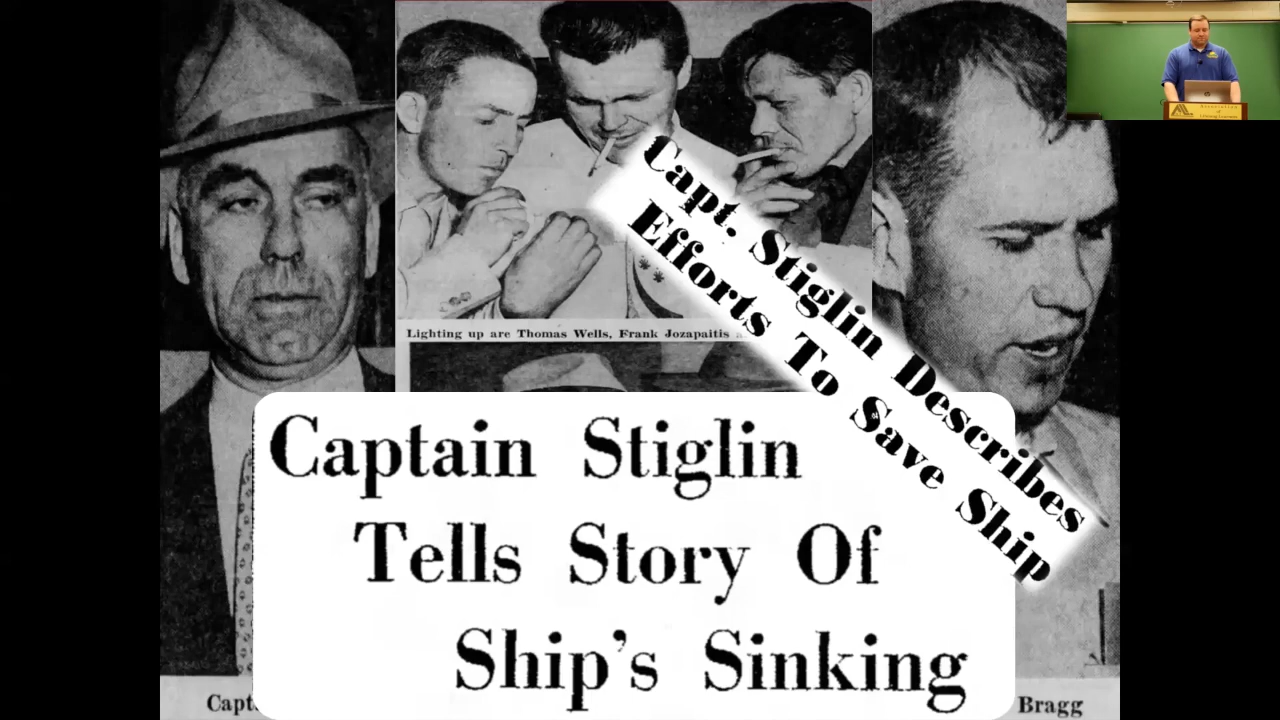 Lighting up are Thomas Wells, Frank Jozapaitis
Capt. Stiglin Describes
Efforts To Save Ship
Captain Stiglin
Tells Story Of
Ship's Sinking
Capt.
Bragg